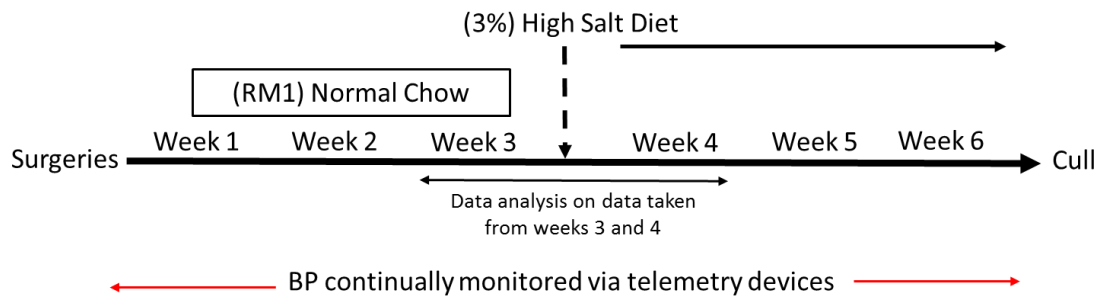 (3%) High Salt Diet
(RM1) Normal Chow
Week 1 Week 2 Week 3 Week 4 Week 5 Week 6
Surgeries Cull
Data analysis on data taken
from weeks 3 and 4
BP continually monitored via telemetry devices